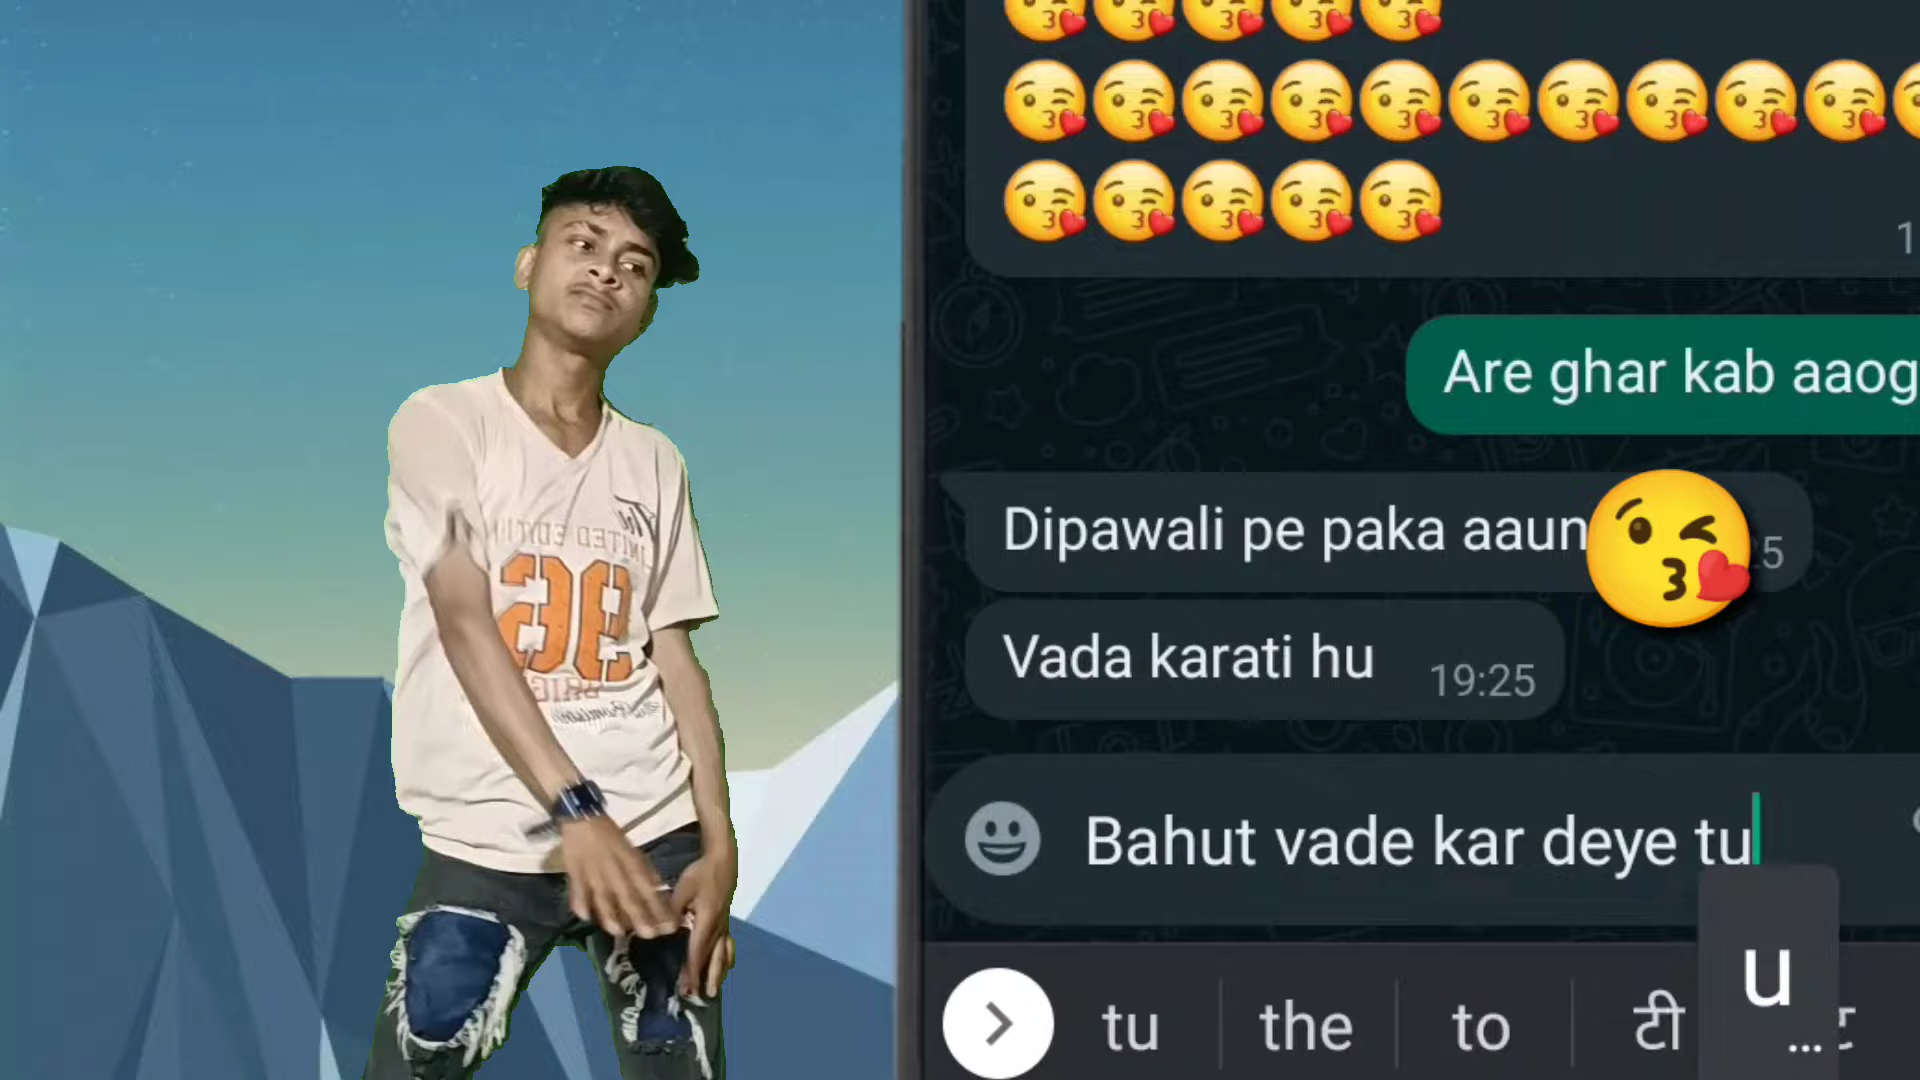 😘😘😘😘😘
😘😘😘😘😘😘😘😘😘😘
😘😘😘😘😘
Are ghar kab aaog
Dipawali pe paka aaun
Vada karati hu 19:25
Bahut vade kar deye tu
u
tu the to टी ...